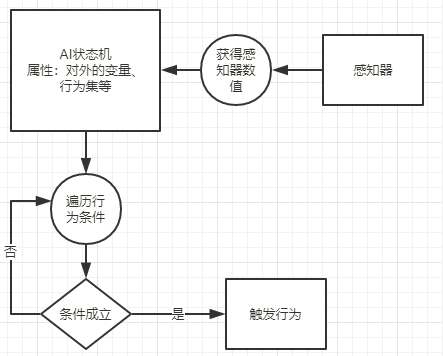 AI状态机
属性：对外的变量、
行为集等
获得感
知器数
值
感知器
遍历行
为条件
否
条件成立
是
触发行为